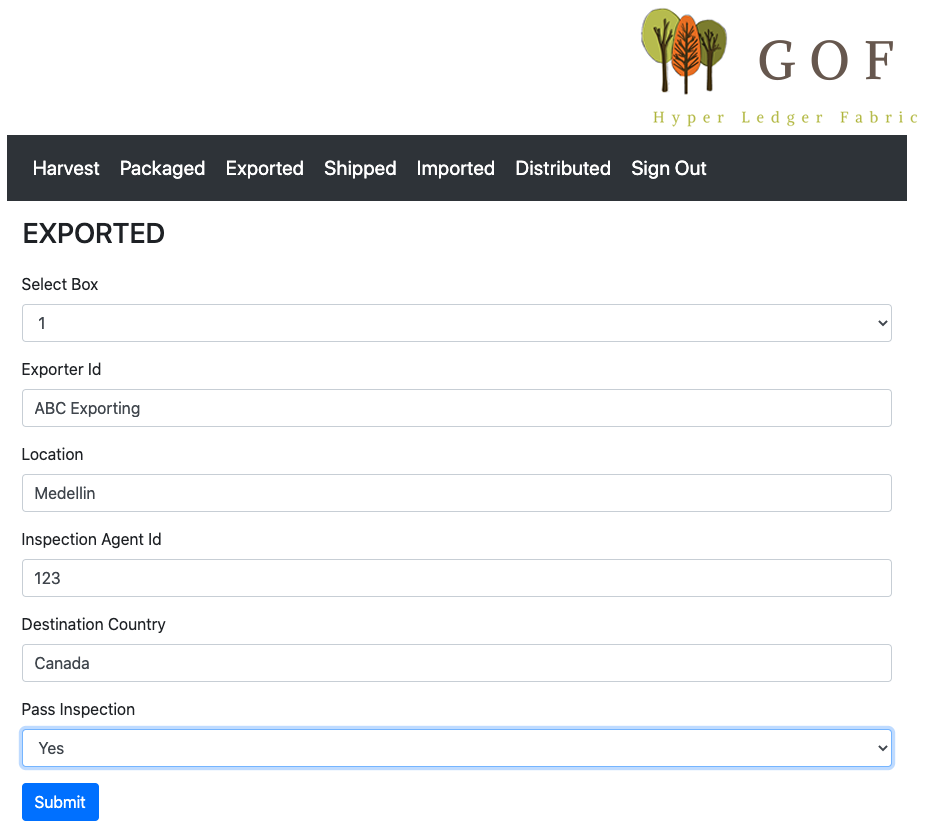 GOF
Hyper Ledger Fabric
Harvest Packaged Exported Shipped Imported Distributed Sign Out
EXPORTED
Select Box
1
Exporter Id
ABC Exporting
Location
Medellin
Inspection Agent Id
123
Destination Country
Canada
Pass Inspection
Yes
Submit